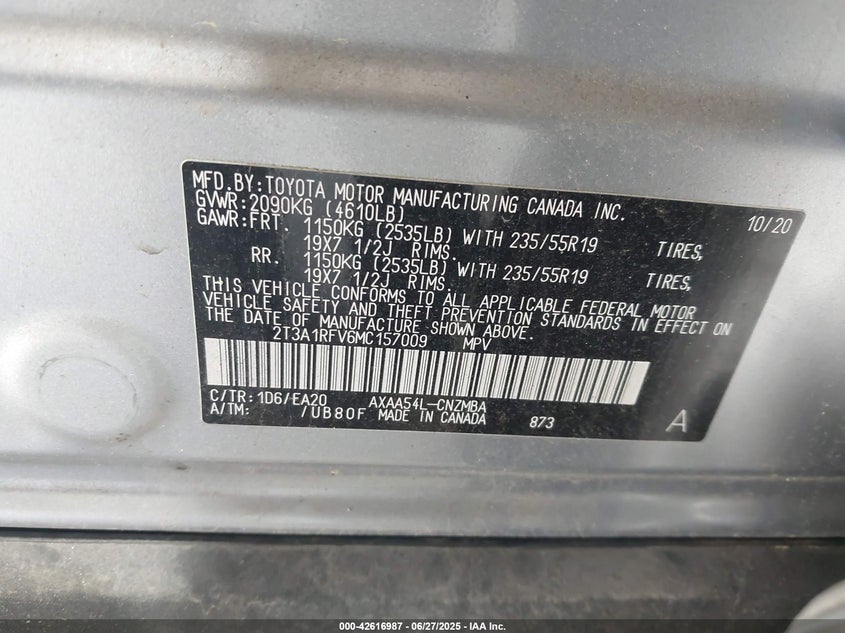 MFD.BY:TOYOTA MOTOR MANUFACTURING CANADA INC. 10/20
GVWR:2090KG (4610LB)
GAWR:FRT. 1150KG (2535LB) WITH 235/55R19 TIRES,
19X7 1/2J RIMS.
RR. 1150KG (2535LB) WITH 235/55R19 TIRES,
19X7 1/2J RIMS.
THIS VEHICLE CONFORMS TO ALL APPLICABLE FEDERAL MOTOR
VEHICLE SAFETY AND THEFT PREVENTION STANDARDS IN EFFECT ON
THE DATE OF MANUFACTURE SHOWN ABOVE.
2T3A1RFV6MC157009 MPV
C/TR:1D6/EA20 AXAA54L-CNZMBA
A/TM: /UB80F MADE IN CANADA 873 A
000-42616987 - 06/27/2025 - IAA Inc.